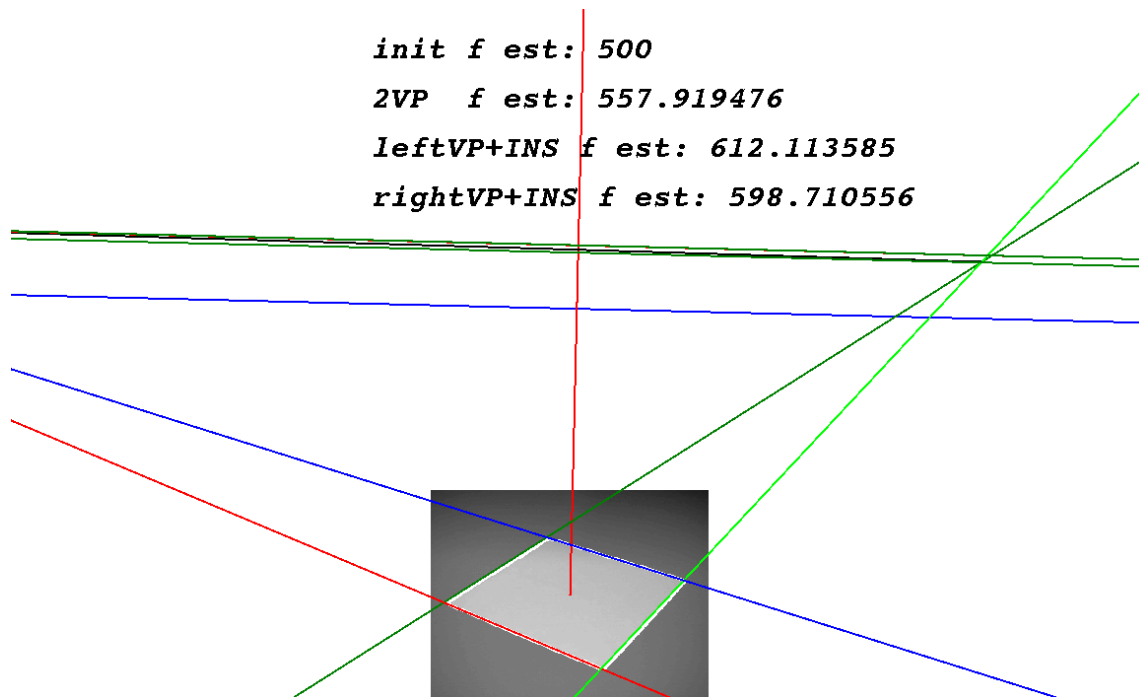 init f est: 500
2VP  f est: 557.919476
leftVP+INS f est: 612.113585
rightVP+INS f est: 598.710556